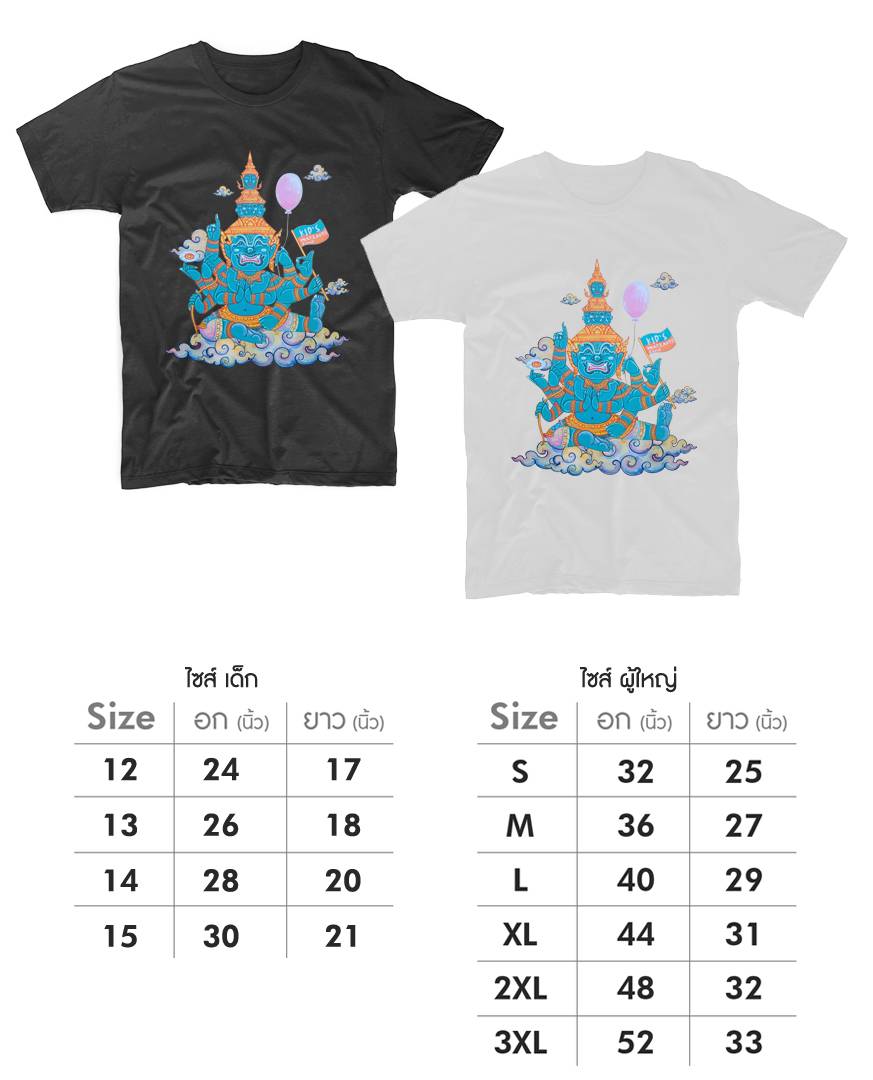 KID'S
KID'S
ไซส์ เด็ก
Size อก (นิ้ว) ยาว (นิ้ว)
12 24 17
13 26 18
14 28 20
15 30 21
ไซส์ ผู้ใหญ่
Size อก (นิ้ว) ยาว (นิ้ว)
S 32 25
M 36 27
L 40 29
XL 44 31
2XL 48 32
3XL 52 33